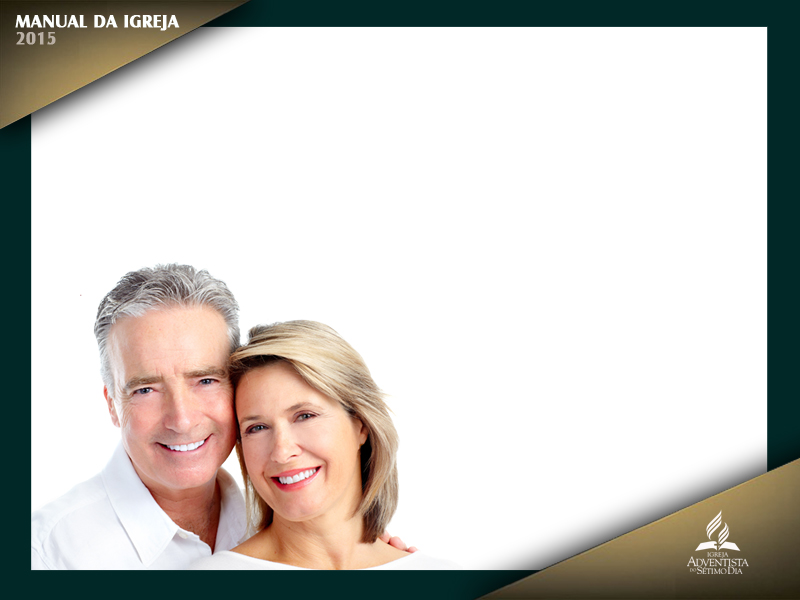 MANUAL DA IGREJA
2015
IGREJA
ADVENTISTA
DO SÉTIMO DIA